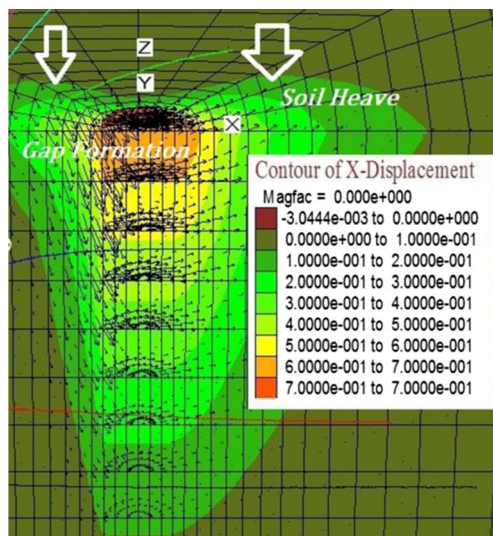 Z
Y
X
Soil Heave
Gap Formation
Contour of X-Displacement
Magfac = 0.000e+000
-3.0444e-003 to 0.0000e+000
0.0000e+000 to 1.0000e-001
1.0000e-001 to 2.0000e-001
2.0000e-001 to 3.0000e-001
3.0000e-001 to 4.0000e-001
4.0000e-001 to 5.0000e-001
5.0000e-001 to 6.0000e-001
6.0000e-001 to 7.0000e-001
7.0000e-001 to 7.0000e-001